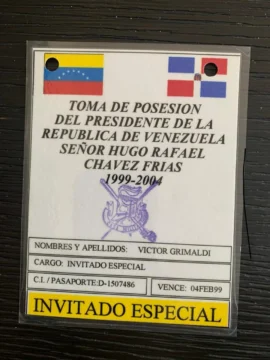 TOMA DE POSESION
DEL PRESIDENTE DE LA
REPUBLICA DE VENEZUELA
SEÑOR HUGO RAFAEL
CHAVEZ FRIAS
1999-2004
NOMBRES Y APELLIDOS: VICTOR GRIMALDI
CARGO: INVITADO ESPECIAL
C.I. / PASAPORTE:D-1507486 VENCE: 04FEB99
INVITADO ESPECIAL